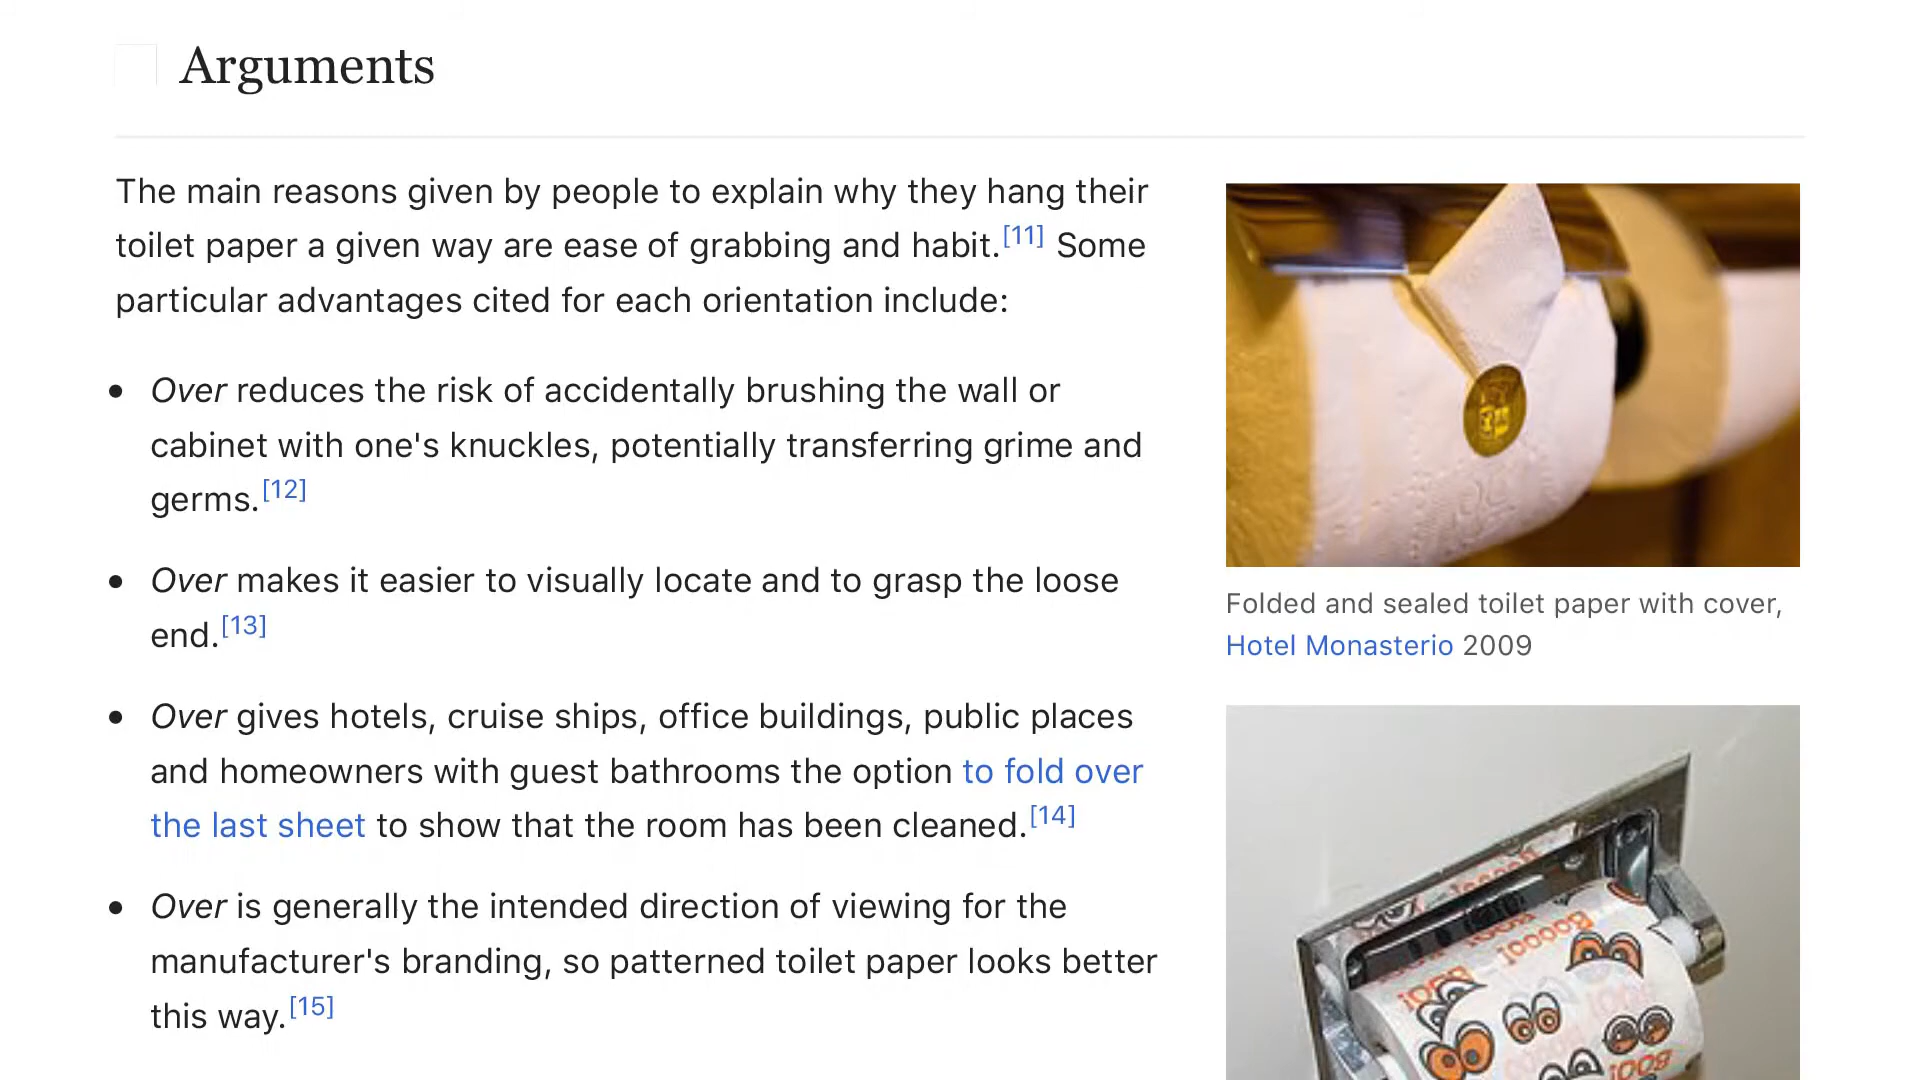 Arguments
The main reasons given by people to explain why they hang their
toilet paper a given way are ease of grabbing and habit.[11] Some
particular advantages cited for each orientation include:
• Over reduces the risk of accidentally brushing the wall or
cabinet with one's knuckles, potentially transferring grime and
germs.[12]
• Over makes it easier to visually locate and to grasp the loose
end.[13]
• Over gives hotels, cruise ships, office buildings, public places
and homeowners with guest bathrooms the option to fold over
the last sheet to show that the room has been cleaned.[14]
• Over is generally the intended direction of viewing for the
manufacturer's branding, so patterned toilet paper looks better
this way.[15]
Folded and sealed toilet paper with cover,
Hotel Monasterio 2009